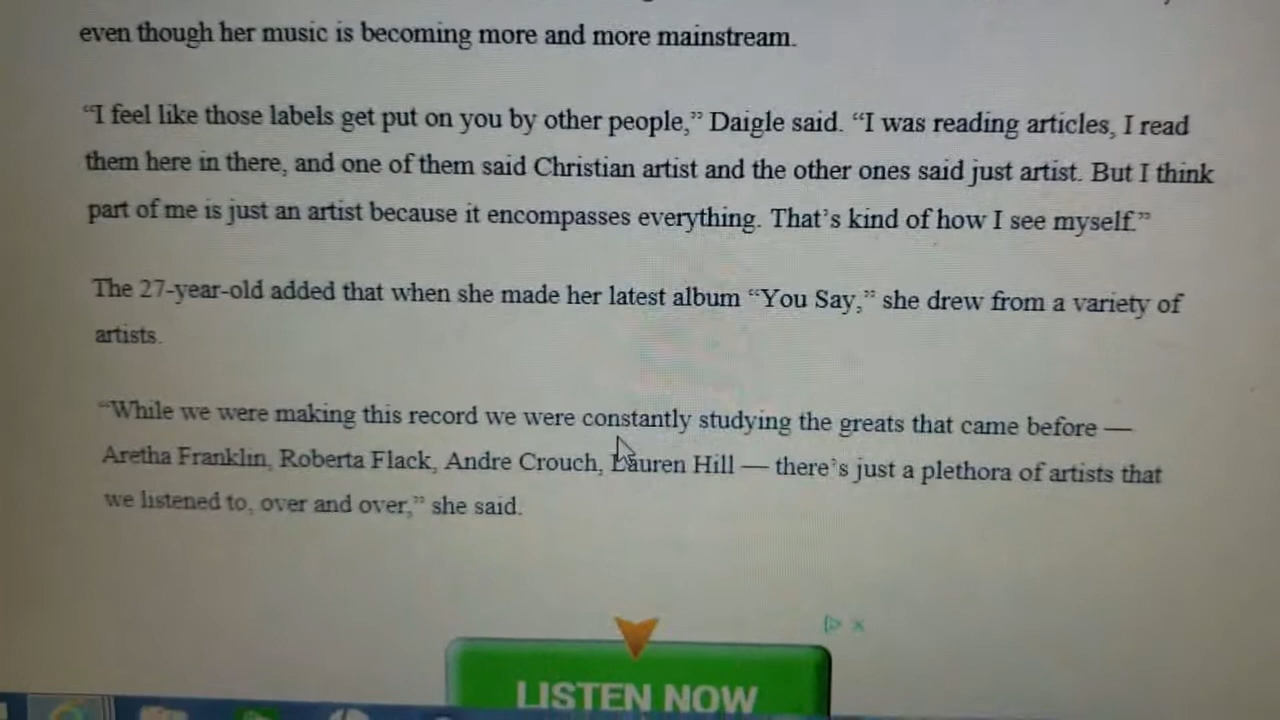 even though her music is becoming more and more mainstream.
“I feel like those labels get put on you by other people,” Daigle said. “I was reading articles, I read
them here in there, and one of them said Christian artist and the other ones said just artist. But I think
part of me is just an artist because it encompasses everything. That’s kind of how I see myself.”
The 27-year-old added that when she made her latest album “You Say,” she drew from a variety of
artists.
“While we were making this record we were constantly studying the greats that came before —
Aretha Franklin, Roberta Flack, Andre Crouch, Lauren Hill — there’s just a plethora of artists that
we listened to, over and over,” she said.
LISTEN NOW